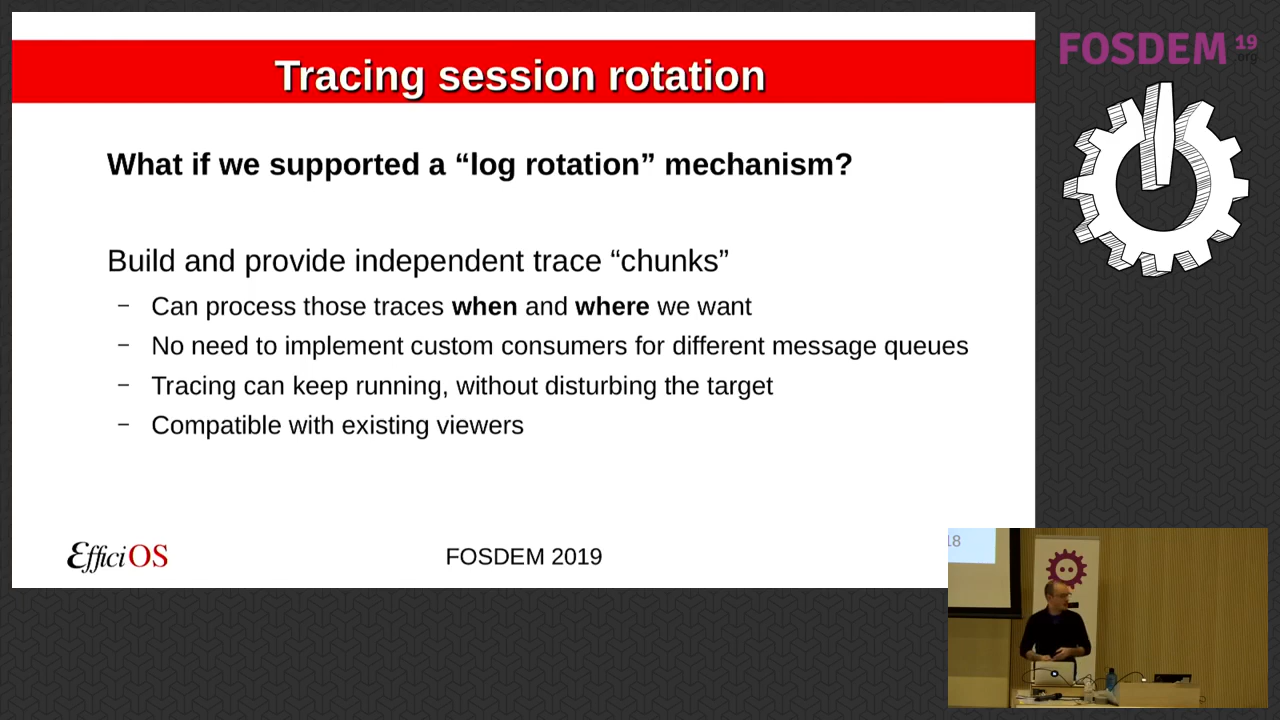 Tracing session rotation
FOSDEM 19
.org
What if we supported a “log rotation” mechanism?
Build and provide independent trace “chunks”
– Can process those traces when and where we want
– No need to implement custom consumers for different message queues
– Tracing can keep running, without disturbing the target
– Compatible with existing viewers
EfficiOS
FOSDEM 2019
18